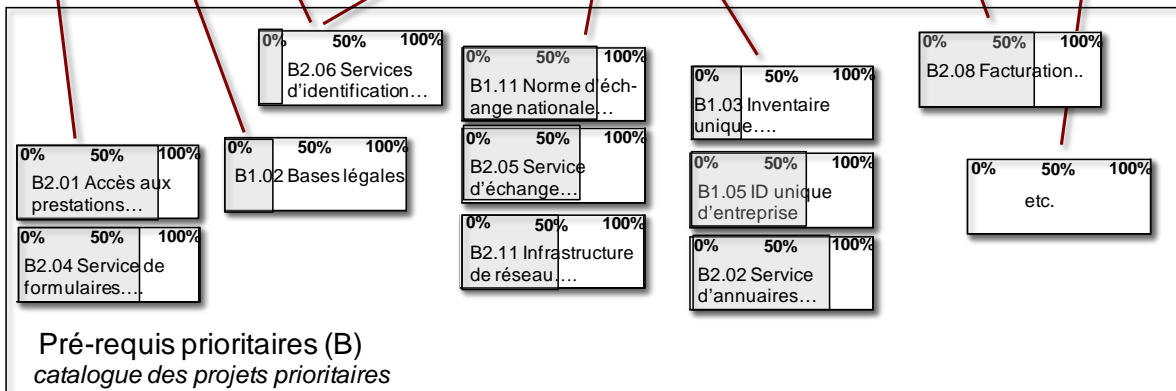 0% 50% 100%
B2.06 Services
d'identification…
0% 50% 100%
B1.11 Norme d'éch-
ange nationale…
0% 50% 100%
B1.03 Inventaire
unique….
0% 50% 100%
B2.08 Facturation..
0% 50% 100%
B2.01 Accès aux
prestations…
0% 50% 100%
B1.02 Bases légales
0% 50% 100%
B2.05 Service
d'échange…
0% 50% 100%
B1.05 ID unique
d'entreprise
0% 50% 100%
etc.
0% 50% 100%
B2.04 Service de
formulaires….
0% 50% 100%
B2.11 Infrastructure
de réseau….
0% 50% 100%
B2.02 Service
d'annuaires…
Pré-requis prioritaires (B)
catalogue des projets prioritaires